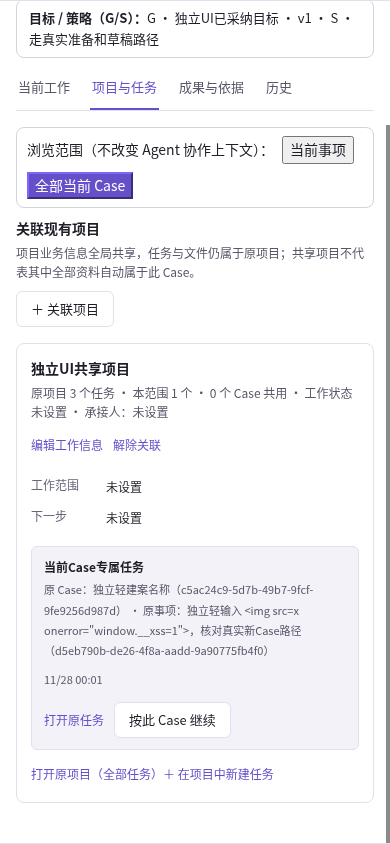 目标 / 策略（G/S）：G · 独立UI已采纳目标 · v1 · S ·
走真实准备和草稿路径
当前工作 项目与任务 成果与依据 历史
浏览范围（不改变 Agent 协作上下文）： 当前事项
全部当前 Case
关联现有项目
项目业务信息全局共享，任务与文件仍属于原项目；共享项目不代
表其中全部资料自动属于此 Case。
＋ 关联项目
独立UI共享项目
原项目 3 个任务 · 本范围 1 个 · 0 个 Case 共用 · 工作状态
未设置 · 承接人：未设置
编辑工作信息 解除关联
工作范围 未设置
下一步 未设置
当前Case专属任务
原 Case：独立轻建案名称（c5ac24c9-5d7b-49b7-9fcf-
9fe9256d987d） · 原事项：独立轻输入 <img src=x
onerror="window.__xss=1">，核对真实新Case路径
（d5eb790b-de26-4f8a-aadd-9a90775fb4f0）
11/28 00:01
打开原任务 按此 Case 继续
打开原项目（全部任务）＋ 在项目中新建任务